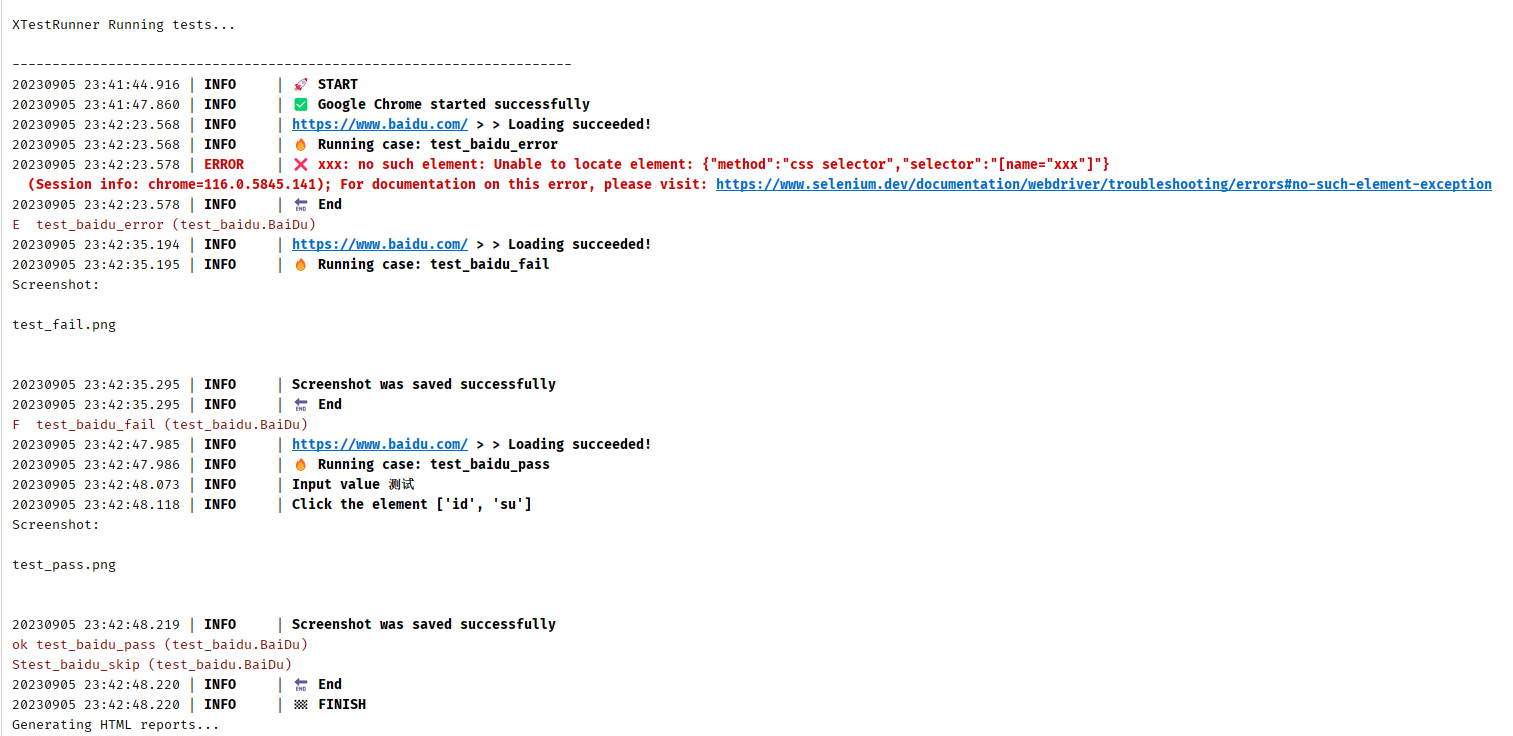 XTestRunner Running tests...
----------------------------------------------------------------------
20230905 23:41:44.916 | INFO     | 🚀 START
20230905 23:41:47.860 | INFO     | ✅ Google Chrome started successfully
20230905 23:42:23.568 | INFO     | https://www.baidu.com/ > > Loading succeeded!
20230905 23:42:23.568 | INFO     | 🔥 Running case: test_baidu_error
20230905 23:42:23.578 | ERROR    | ❌ xxx: no such element: Unable to locate element: {"method":"css selector","selector":"[name="xxx"]"}
  (Session info: chrome=116.0.5845.141); For documentation on this error, please visit: https://www.selenium.dev/documentation/webdriver/troubleshooting/errors#no-such-element-exception
20230905 23:42:23.578 | INFO     | 🔚 End
E  test_baidu_error (test_baidu.BaiDu)
20230905 23:42:35.194 | INFO     | https://www.baidu.com/ > > Loading succeeded!
20230905 23:42:35.195 | INFO     | 🔥 Running case: test_baidu_fail
Screenshot:
test_fail.png
20230905 23:42:35.295 | INFO     | Screenshot was saved successfully
20230905 23:42:35.295 | INFO     | 🔚 End
F  test_baidu_fail (test_baidu.BaiDu)
20230905 23:42:47.985 | INFO     | https://www.baidu.com/ > > Loading succeeded!
20230905 23:42:47.986 | INFO     | 🔥 Running case: test_baidu_pass
20230905 23:42:48.073 | INFO     | Input value 测试
20230905 23:42:48.118 | INFO     | Click the element ['id', 'su']
Screenshot:
test_pass.png
20230905 23:42:48.219 | INFO     | Screenshot was saved successfully
ok test_baidu_pass (test_baidu.BaiDu)
Stest_baidu_skip (test_baidu.BaiDu)
20230905 23:42:48.220 | INFO     | 🔚 End
20230905 23:42:48.220 | INFO     | 🏁 FINISH
Generating HTML reports...